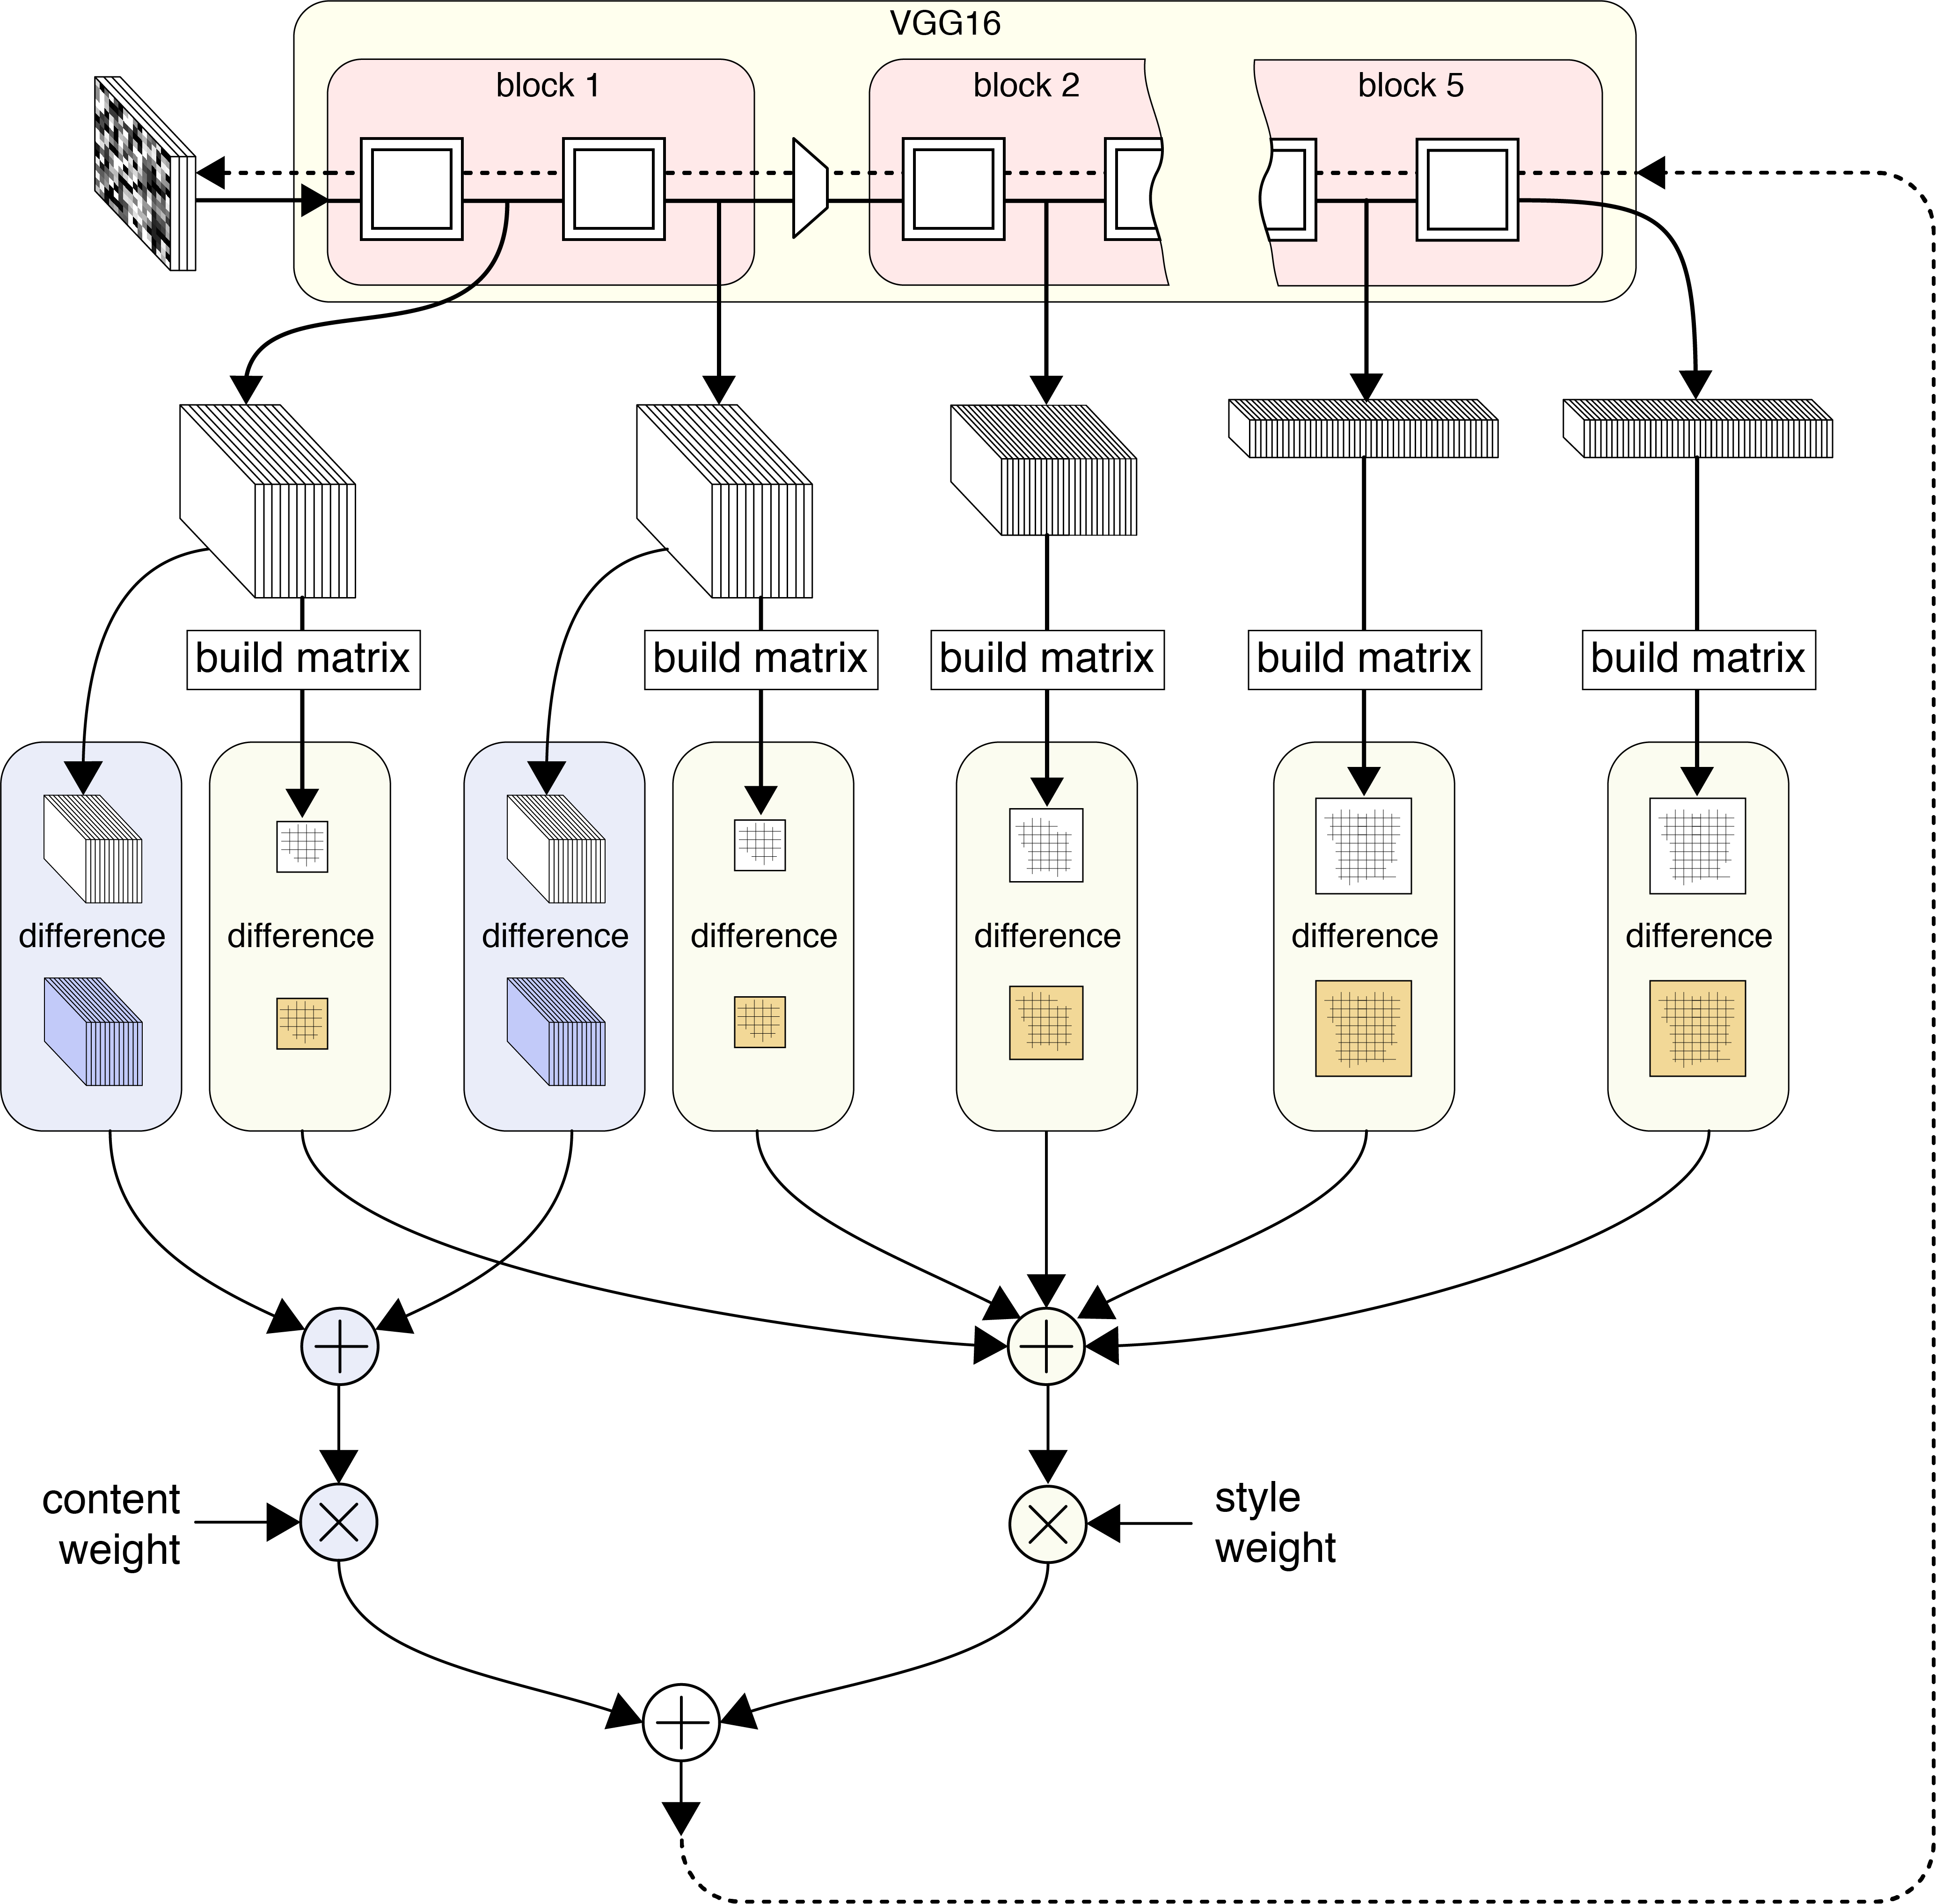 VGG16
block 1
block 2
block 5
build matrix
build matrix
build matrix
build matrix
build matrix
difference
difference
difference
difference
difference
difference
difference
content
weight
style
weight